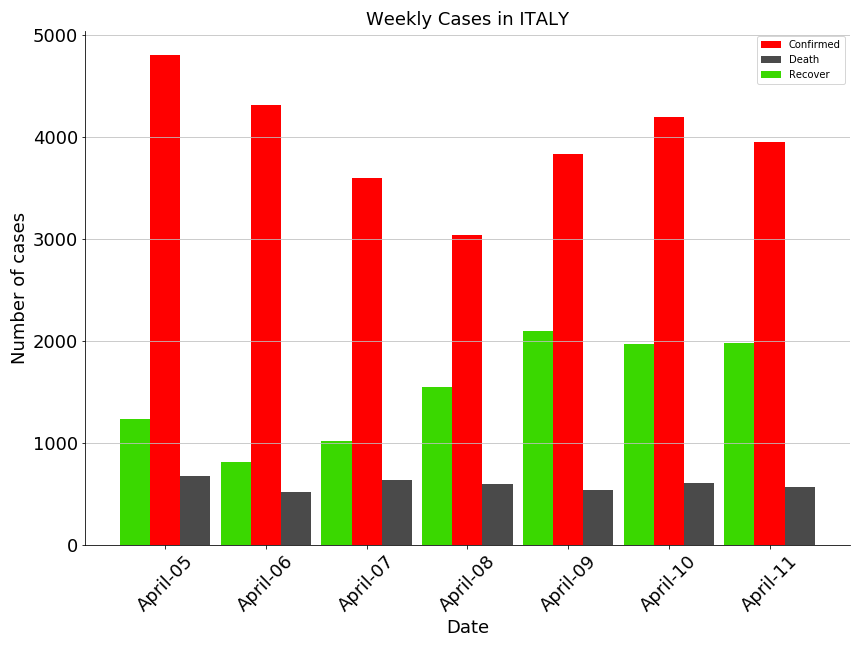 Weekly Cases in ITALY
Confirmed
Death
Recover
Number of cases
5000
4000
3000
2000
1000
0
April-05
April-06
April-07
April-08
April-09
April-10
April-11
Date